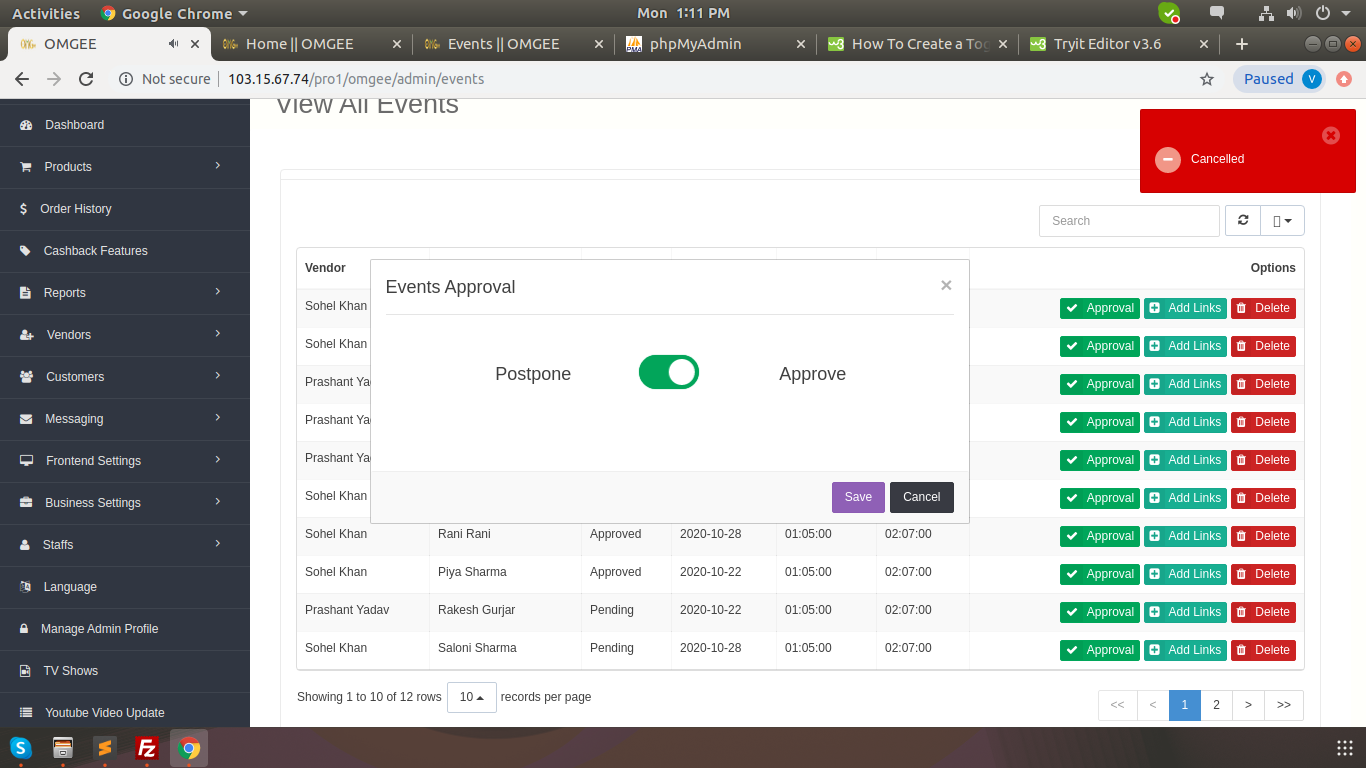 Activities Google Chrome Mon 1:11 PM
OMGEE Home || OMGEE Events || OMGEE phpMyAdmin How To Create a Tog Tryit Editor v3.6
Not secure 103.15.67.74/pro1/omgee/admin/events Paused V
View All Events
Dashboard
Products
Order History
Cashback Features
Reports
Vendors
Customers
Messaging
Frontend Settings
Business Settings
Staffs
Language
Manage Admin Profile
TV Shows
Youtube Video Update
Cancelled
Search
Vendor Options
Sohel Khan Approval Add Links Delete
Sohel Khan Approval Add Links Delete
Prashant Ya Approval Add Links Delete
Prashant Ya Approval Add Links Delete
Prashant Ya Approval Add Links Delete
Sohel Khan Approval Add Links Delete
Sohel Khan Rani Rani Approved 2020-10-28 01:05:00 02:07:00 Approval Add Links Delete
Sohel Khan Piya Sharma Approved 2020-10-22 01:05:00 02:07:00 Approval Add Links Delete
Prashant Yadav Rakesh Gurjar Pending 2020-10-22 01:05:00 02:07:00 Approval Add Links Delete
Sohel Khan Saloni Sharma Pending 2020-10-28 01:05:00 02:07:00 Approval Add Links Delete
Events Approval ×
Postpone Approve
Save Cancel
Showing 1 to 10 of 12 rows 10 records per page
<< < 1 2 > >>